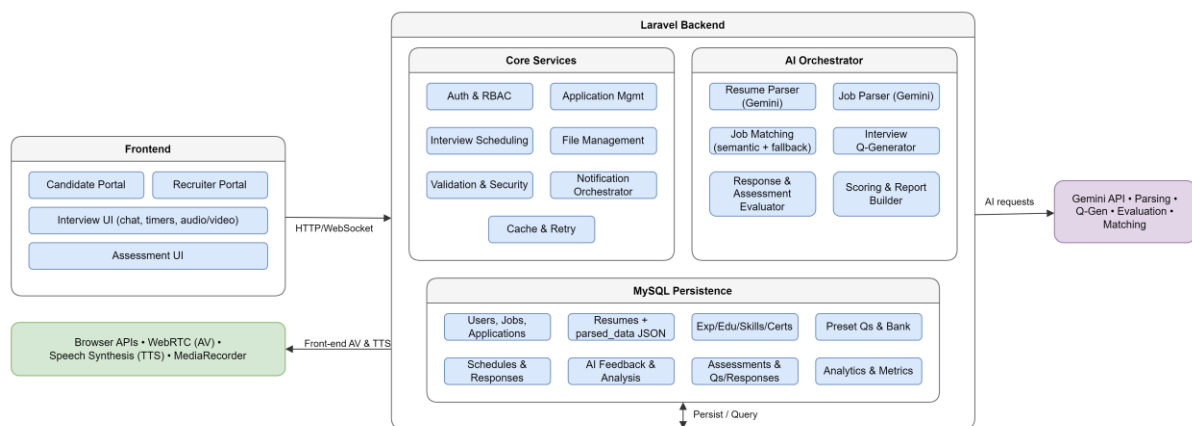 Laravel Backend
Core Services
Auth & RBAC
Application Mgmt
Interview Scheduling
File Management
Validation & Security
Notification
Orchestrator
Cache & Retry
AI Orchestrator
Resume Parser
(Gemini)
Job Parser (Gemini)
Job Matching
(semantic + fallback)
Interview
Q-Generator
Response &
Assessment
Evaluator
Scoring & Report
Builder
Frontend
Candidate Portal
Recruiter Portal
Interview UI (chat, timers, audio/video)
Assessment UI
HTTP/WebSocket
AI requests
Gemini API • Parsing •
Q-Gen • Evaluation •
Matching
MySQL Persistence
Users, Jobs,
Applications
Resumes +
parsed_data JSON
Exp/Edu/Skills/Certs
Preset Qs & Bank
Schedules &
Responses
AI Feedback &
Analysis
Assessments &
Qs/Responses
Analytics & Metrics
Browser APIs • WebRTC (AV) •
Speech Synthesis (TTS) • MediaRecorder
Front-end AV & TTS
Persist / Query